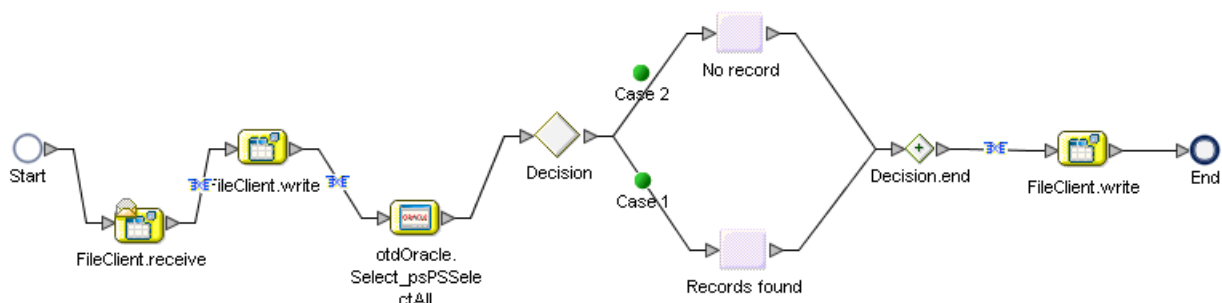 Start
FileClient.receive
FileClient.write
ORACLE
otdOracle.
Select_psPSSele
ctAll
Decision
Case 2
Case 1
No record
Records found
Decision.end
FileClient.write
End